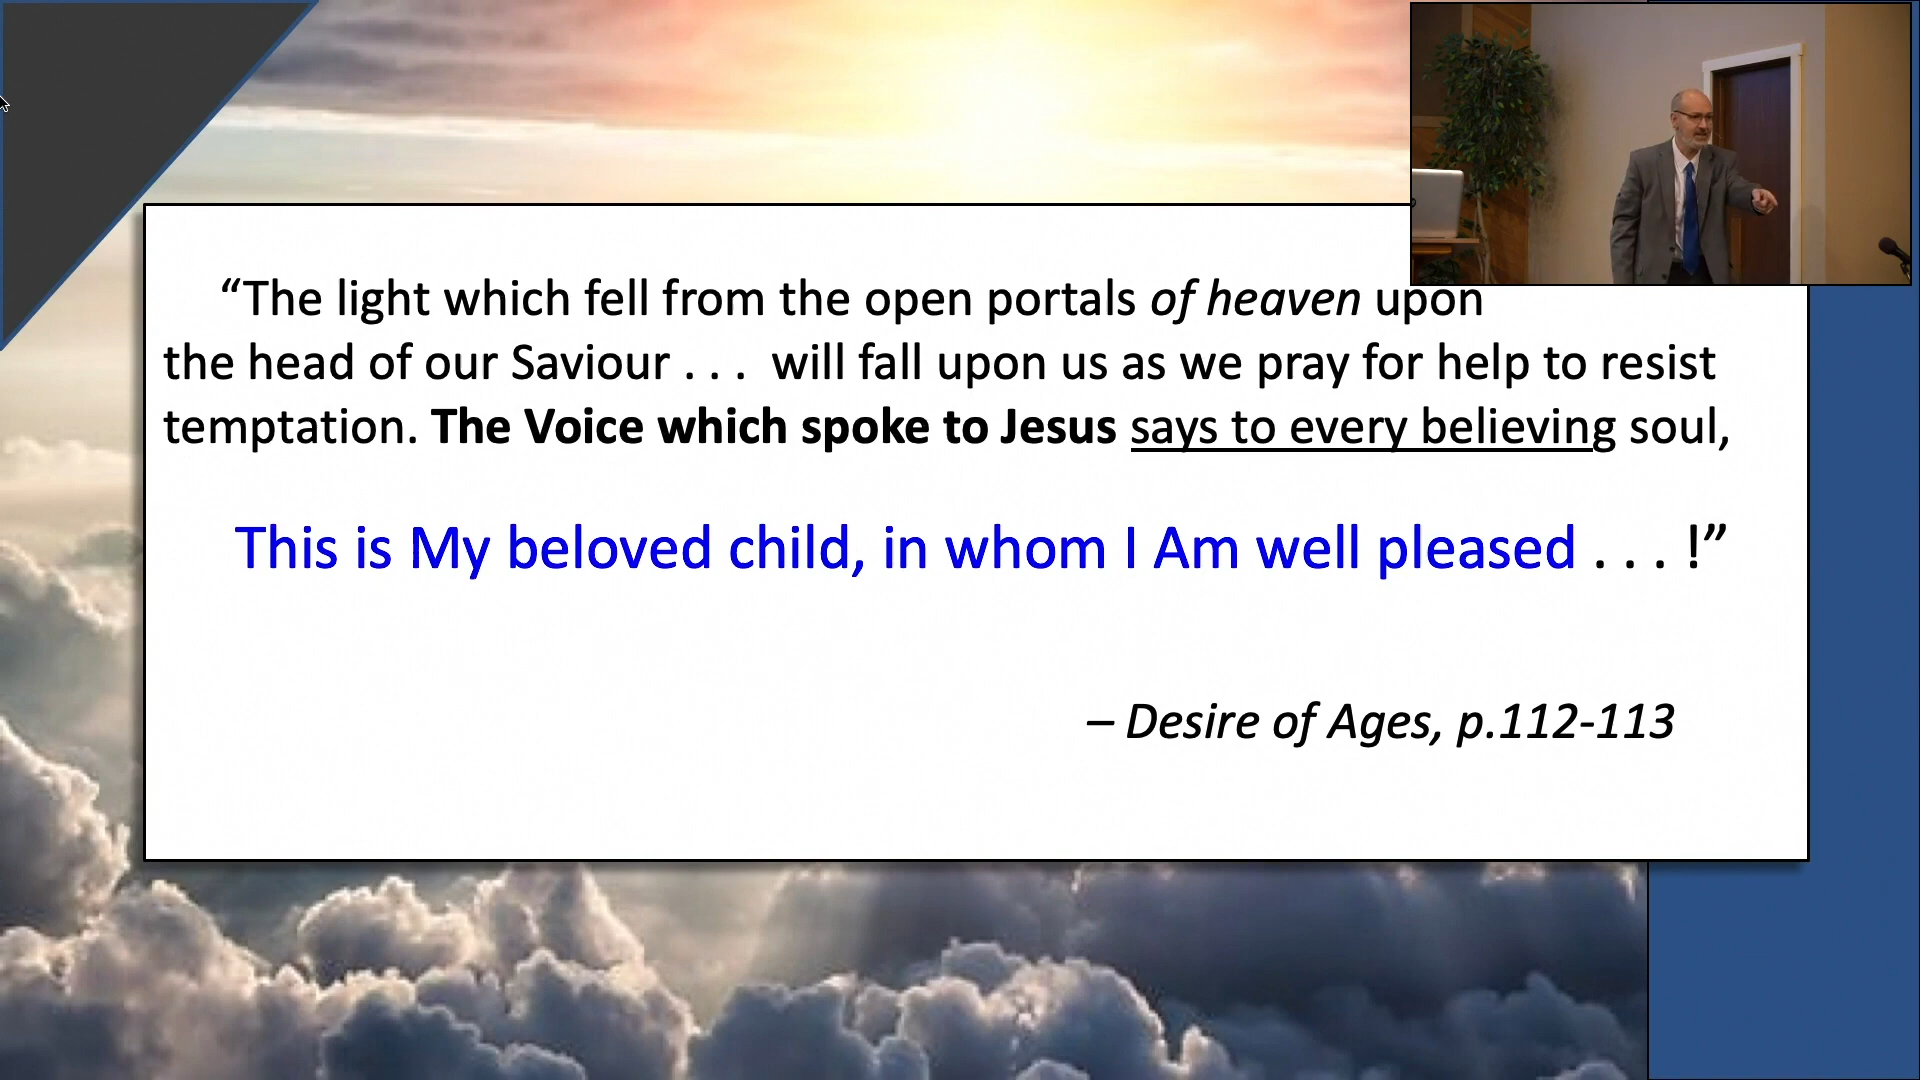 “The light which fell from the open portals of heaven upon
the head of our Saviour . . .  will fall upon us as we pray for help to resist
temptation. The Voice which spoke to Jesus says to every believing soul,
This is My beloved child, in whom I Am well pleased . . . !”
– Desire of Ages, p.112-113